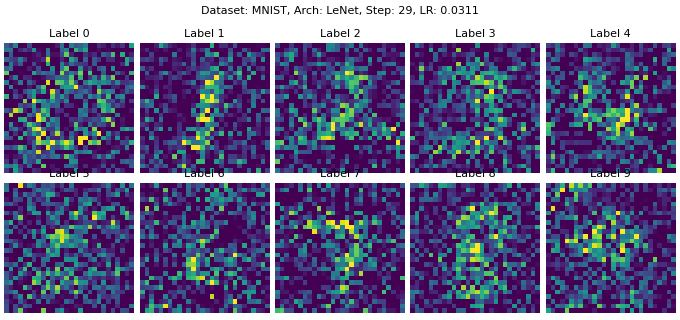 Dataset: MNIST, Arch: LeNet, Step: 29, LR: 0.0311
Label 0 Label 1 Label 2 Label 3 Label 4
Label 5 Label 6 Label 7 Label 8 Label 9